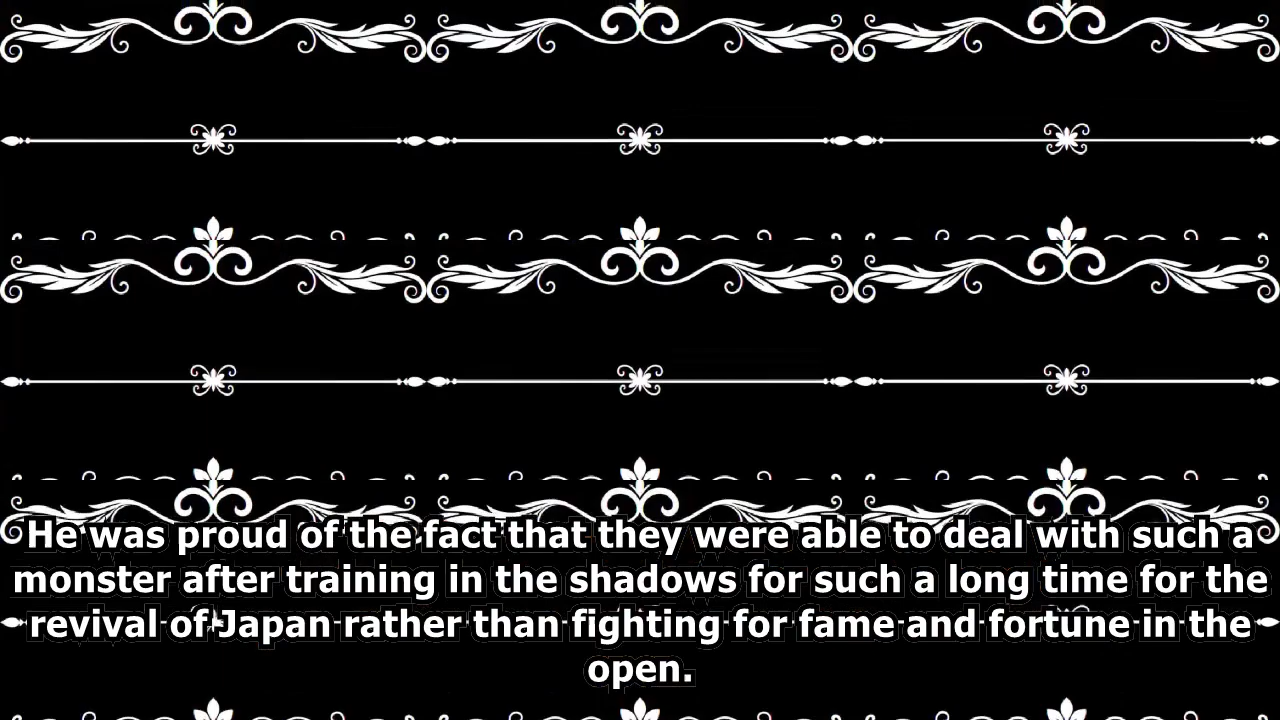 He was proud of the fact that they were able to deal with such a
monster after training in the shadows for such a long time for the
revival of Japan rather than fighting for fame and fortune in the
open.